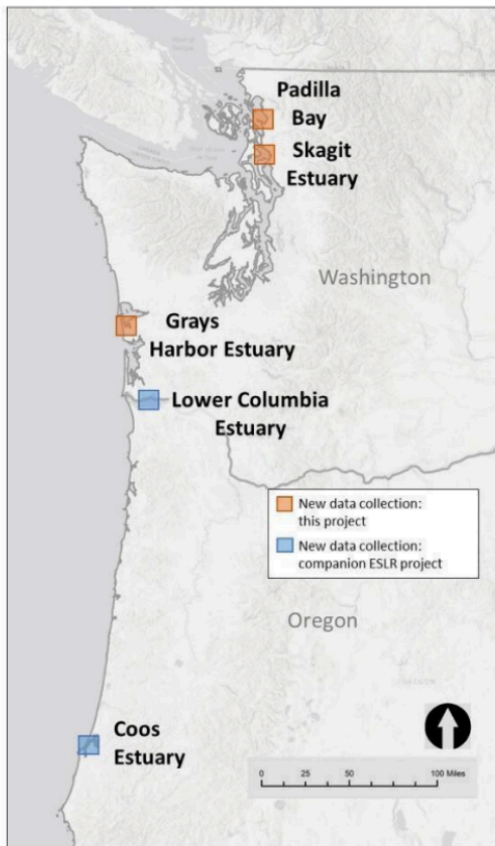 Padilla
Bay
Skagit
Estuary
Washington
Grays
Harbor Estuary
Lower Columbia
Estuary
New data collection:
this project
New data collection:
companion ESLR project
Oregon
Coos
Estuary
0 25 50 100 Miles